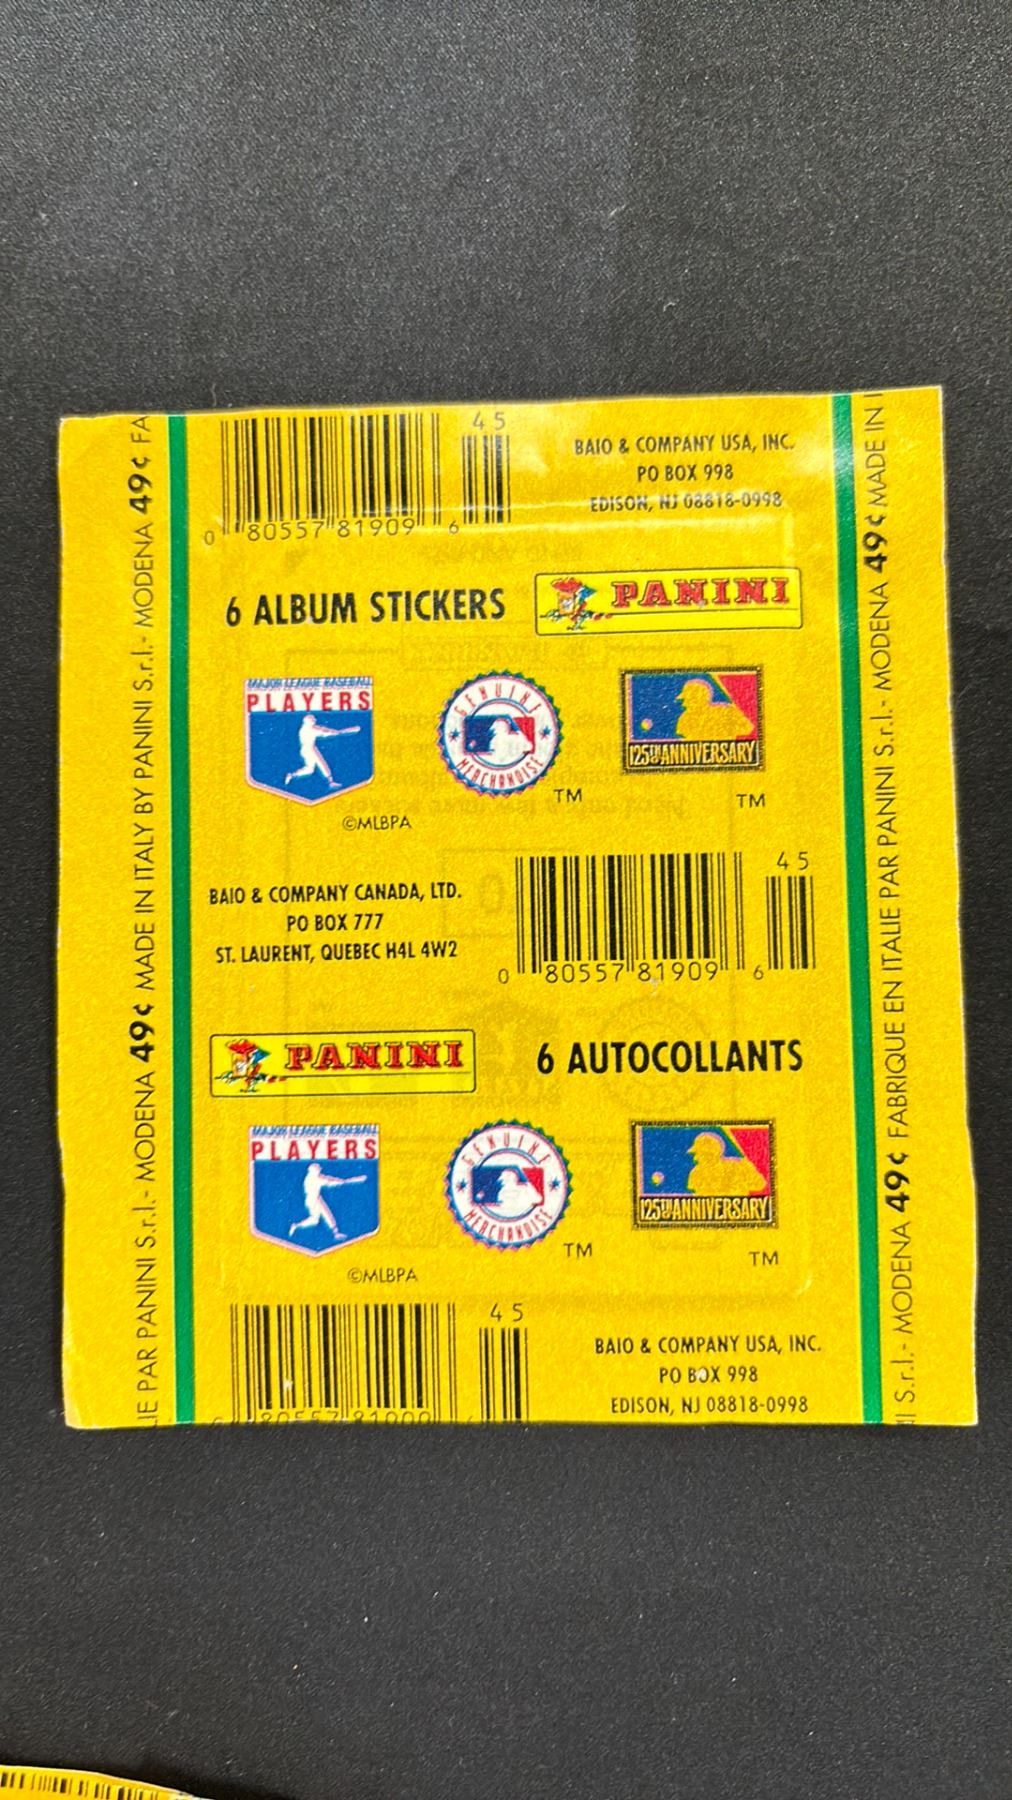 45
BAIO & COMPANY USA, INC.
PO BOX 998
EDISON, NJ 08818-0998
0 80557 81909 6
6 ALBUM STICKERS
PANINI
MAJOR LEAGUE BASEBALL
PLAYERS
©MLBPA
GENUINE
MERCHANDISE
TM
125TH ANNIVERSARY
TM
BAIO & COMPANY CANADA, LTD.
PO BOX 777
ST. LAURENT, QUEBEC H4L 4W2
45
0 80557 81909 6
PANINI
6 AUTOCOLLANTS
MAJOR LEAGUE BASEBALL
PLAYERS
©MLBPA
GENUINE
MERCHANDISE
TM
125TH ANNIVERSARY
TM
45
80557 81909 6
BAIO & COMPANY USA, INC.
PO BOX 998
EDISON, NJ 08818-0998
IE PAR PANINI S.r.l.- MODENA 49¢ MADE IN ITALY BY PANINI S.r.l.- MODENA 49¢ FA
S.r.l.- MODENA 49¢ FABRIQUE EN ITALIE PAR PANINI S.r.l.- MODENA 49¢ MADE IN